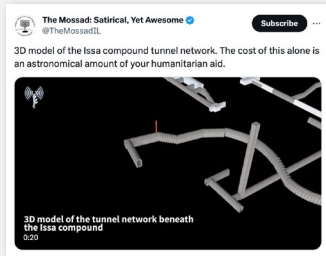 The Mossad: Satirical, Yet Awesome
Subscribe
@TheMossadIL
3D model of the Issa compound tunnel network. The cost of this alone is
an astronomical amount of your humanitarian aid.
3D model of the tunnel network beneath
the Issa compound
0:20